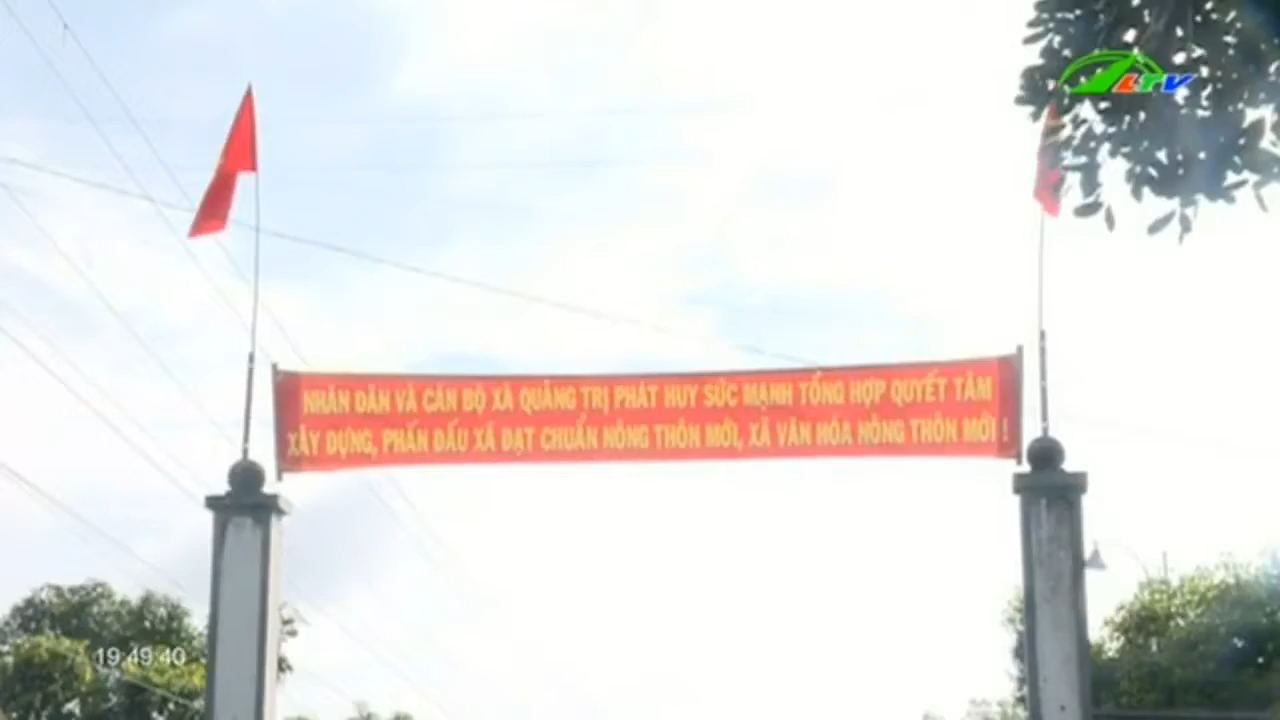 LTV
NHÂN DÂN VÀ CÁN BỘ XÃ QUẢNG TRỊ PHÁT HUY SỨC MẠNH TỔNG HỢP QUYẾT TÂM
XÂY DỰNG, PHẤN ĐẤU XÃ ĐẠT CHUẨN NÔNG THÔN MỚI, XÃ VĂN HÓA NÔNG THÔN MỚI !
19:49:40